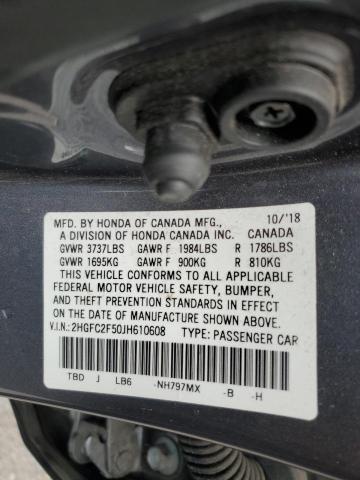 MFD. BY HONDA OF CANADA MFG., 10/'18
A DIVISION OF HONDA CANADA INC. CANADA
GVWR 3737LBS GAWR F 1984LBS R 1786LBS
GVWR 1695KG GAWR F 900KG R 810KG
THIS VEHICLE CONFORMS TO ALL APPLICABLE
FEDERAL MOTOR VEHICLE SAFETY, BUMPER,
AND THEFT PREVENTION STANDARDS IN EFFECT
ON THE DATE OF MANUFACTURE SHOWN ABOVE.
V.I.N.: 2HGFC2F50JH610608 TYPE: PASSENGER CAR
TBD J LB6 -NH797MX -B -H